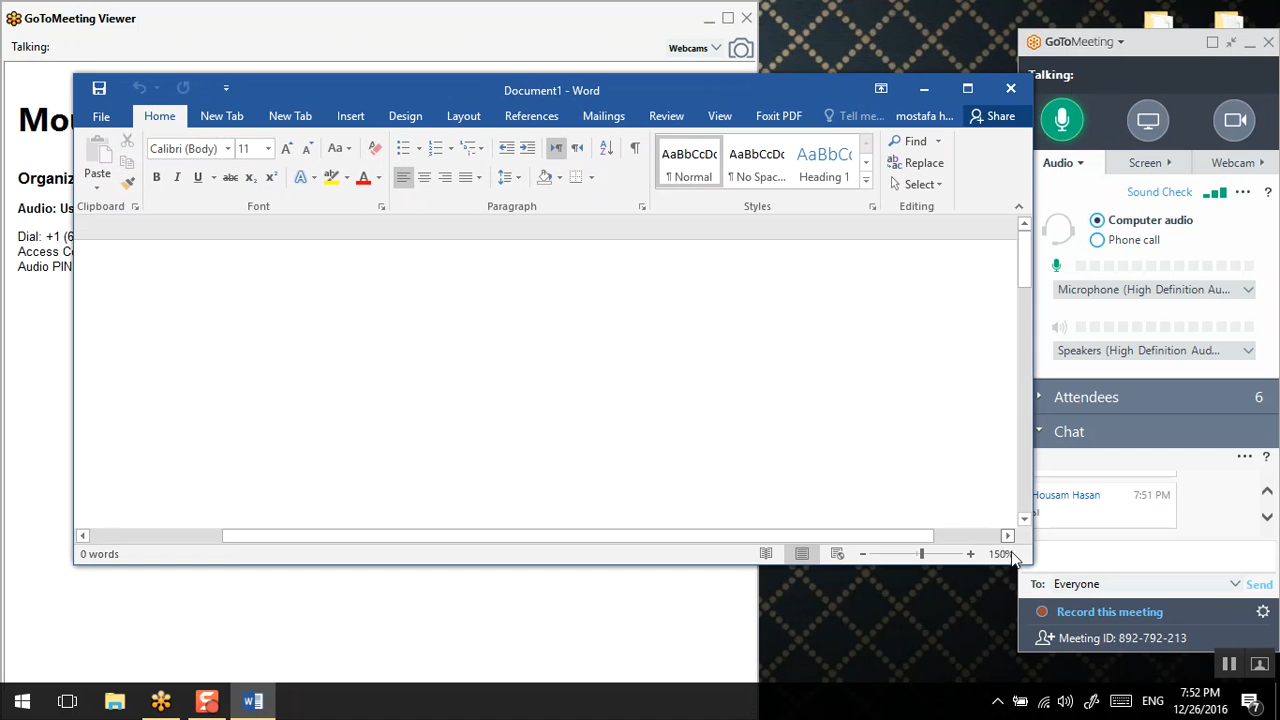 GoToMeeting Viewer
Talking:
Webcams
Organiz
Audio: Us
Dial: +1 (6
Access Co
Audio PIN
Document1 - Word
File Home New Tab New Tab Insert Design Layout References Mailings Review View Foxit PDF Tell me... mostafa h... Share
Paste
Calibri (Body) 11 Aa
B I U abc X2 X2 A ab A
AaBbCcDc AaBbCcDc AaBbCc
¶ Normal ¶ No Spac... Heading 1
Find
Replace
Select
Clipboard Font Paragraph Styles Editing
0 words
150%
GoToMeeting
Talking:
Audio Screen Webcam
Sound Check ?
Computer audio
Phone call
Microphone (High Definition Au...
Speakers (High Definition Aud...
Attendees 6
Chat
?
Housam Hasan 7:51 PM
To: Everyone Send
Record this meeting
Meeting ID: 892-792-213
ENG
7:52 PM
12/26/2016
7